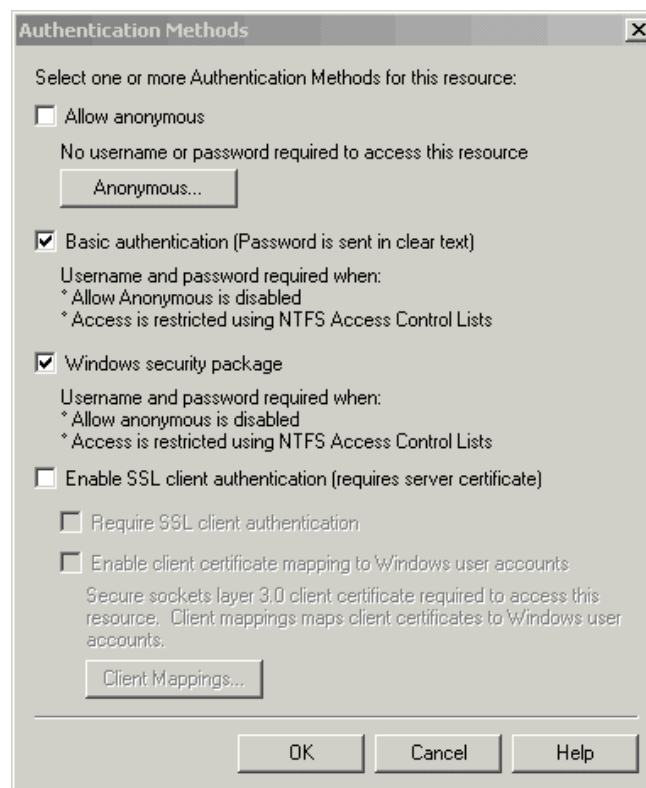 Authentication Methods
Select one or more Authentication Methods for this resource:
Allow anonymous
No username or password required to access this resource
Anonymous...
Basic authentication (Password is sent in clear text)
Username and password required when:
* Allow Anonymous is disabled
* Access is restricted using NTFS Access Control Lists
Windows security package
Username and password required when:
* Allow anonymous is disabled
* Access is restricted using NTFS Access Control Lists
Enable SSL client authentication (requires server certificate)
Require SSL client authentication
Enable client certificate mapping to Windows user accounts
Secure sockets layer 3.0 client certificate required to access this
resource. Client mappings maps client certificates to Windows user
accounts.
Client Mappings...
OK Cancel Help